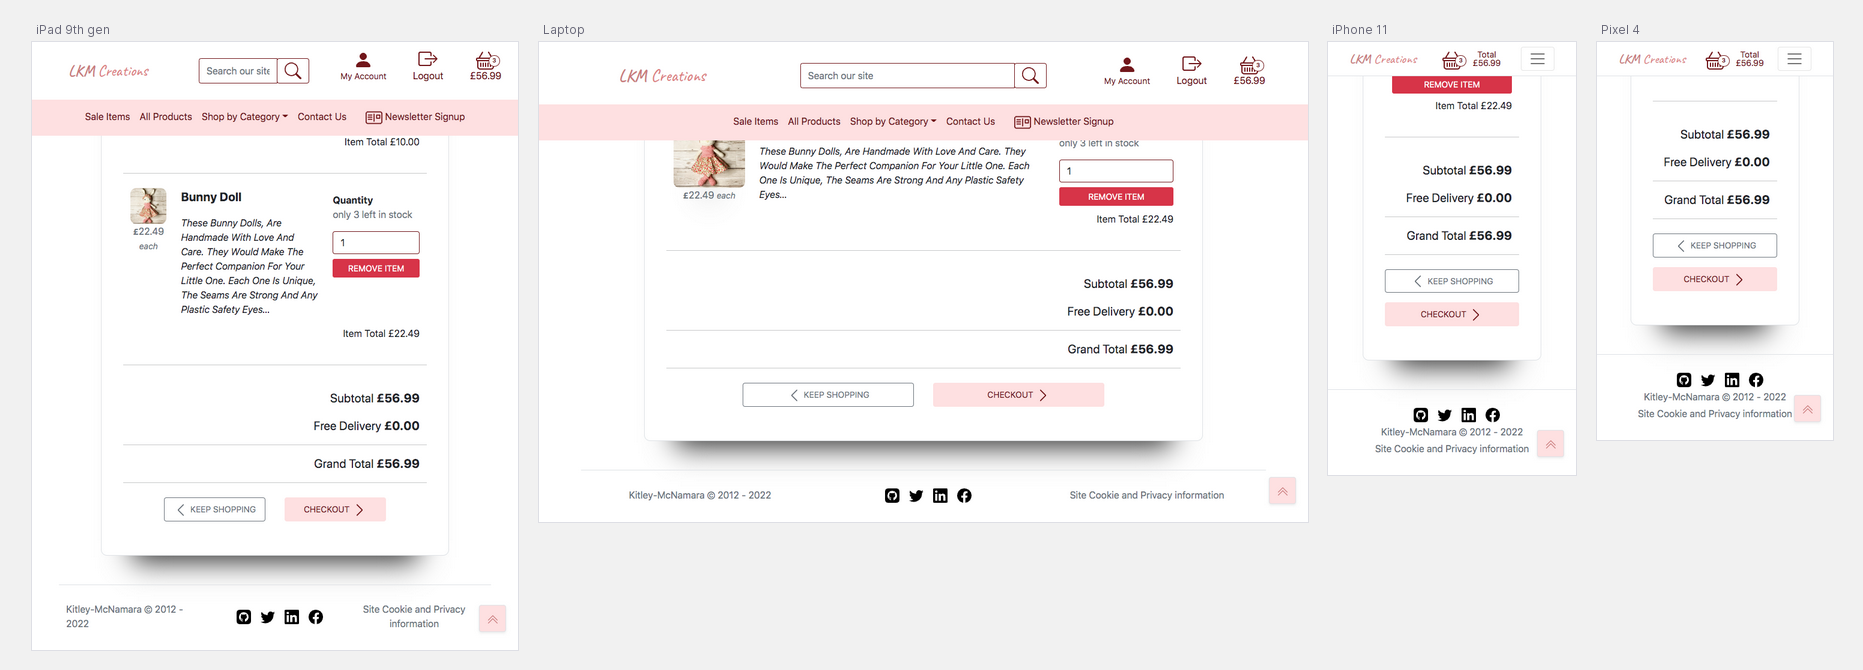 iPad 9th gen
LKM Creations
Search our site
My Account
Logout
3
£56.99
Sale Items
All Products
Shop by Category
Contact Us
Newsletter Signup
Item Total £10.00
£22.49
each
Bunny Doll
These Bunny Dolls, Are
Handmade With Love And
Care. They Would Make The
Perfect Companion For Your
Little One. Each One Is Unique,
The Seams Are Strong And Any
Plastic Safety Eyes...
Quantity
only 3 left in stock
1
REMOVE ITEM
Item Total £22.49
Subtotal £56.99
Free Delivery £0.00
Grand Total £56.99
KEEP SHOPPING
CHECKOUT
Kitley-McNamara © 2012 -
2022
Site Cookie and Privacy
information
Laptop
LKM Creations
Search our site
My Account
Logout
3
£56.99
Sale Items
All Products
Shop by Category
Contact Us
Newsletter Signup
£22.49 each
These Bunny Dolls, Are Handmade With Love And Care. They
Would Make The Perfect Companion For Your Little One. Each
One Is Unique, The Seams Are Strong And Any Plastic Safety
Eyes...
only 3 left in stock
1
REMOVE ITEM
Item Total £22.49
Subtotal £56.99
Free Delivery £0.00
Grand Total £56.99
KEEP SHOPPING
CHECKOUT
Kitley-McNamara © 2012 - 2022
Site Cookie and Privacy information
iPhone 11
LKM Creations
3
Total
£56.99
REMOVE ITEM
Item Total £22.49
Subtotal £56.99
Free Delivery £0.00
Grand Total £56.99
KEEP SHOPPING
CHECKOUT
Kitley-McNamara © 2012 - 2022
Site Cookie and Privacy information
Pixel 4
LKM Creations
3
Total
£56.99
Subtotal £56.99
Free Delivery £0.00
Grand Total £56.99
KEEP SHOPPING
CHECKOUT
Kitley-McNamara © 2012 - 2022
Site Cookie and Privacy information